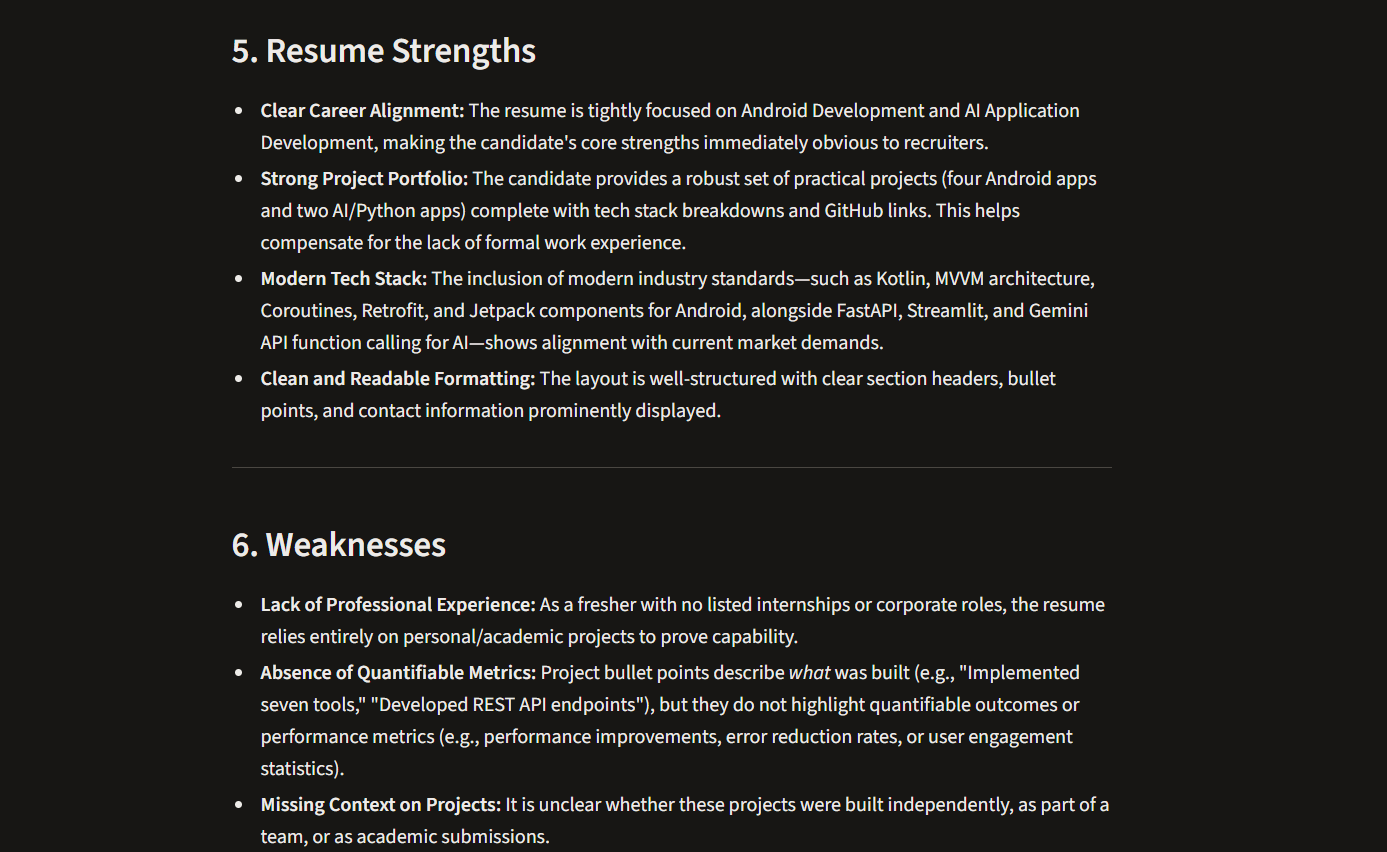 5. Resume Strengths
• Clear Career Alignment: The resume is tightly focused on Android Development and AI Application
Development, making the candidate's core strengths immediately obvious to recruiters.
• Strong Project Portfolio: The candidate provides a robust set of practical projects (four Android apps
and two AI/Python apps) complete with tech stack breakdowns and GitHub links. This helps
compensate for the lack of formal work experience.
• Modern Tech Stack: The inclusion of modern industry standards—such as Kotlin, MVVM architecture,
Coroutines, Retrofit, and Jetpack components for Android, alongside FastAPI, Streamlit, and Gemini
API function calling for AI—shows alignment with current market demands.
• Clean and Readable Formatting: The layout is well-structured with clear section headers, bullet
points, and contact information prominently displayed.
6. Weaknesses
• Lack of Professional Experience: As a fresher with no listed internships or corporate roles, the resume
relies entirely on personal/academic projects to prove capability.
• Absence of Quantifiable Metrics: Project bullet points describe what was built (e.g., "Implemented
seven tools," "Developed REST API endpoints"), but they do not highlight quantifiable outcomes or
performance metrics (e.g., performance improvements, error reduction rates, or user engagement
statistics).
• Missing Context on Projects: It is unclear whether these projects were built independently, as part of a
team, or as academic submissions.